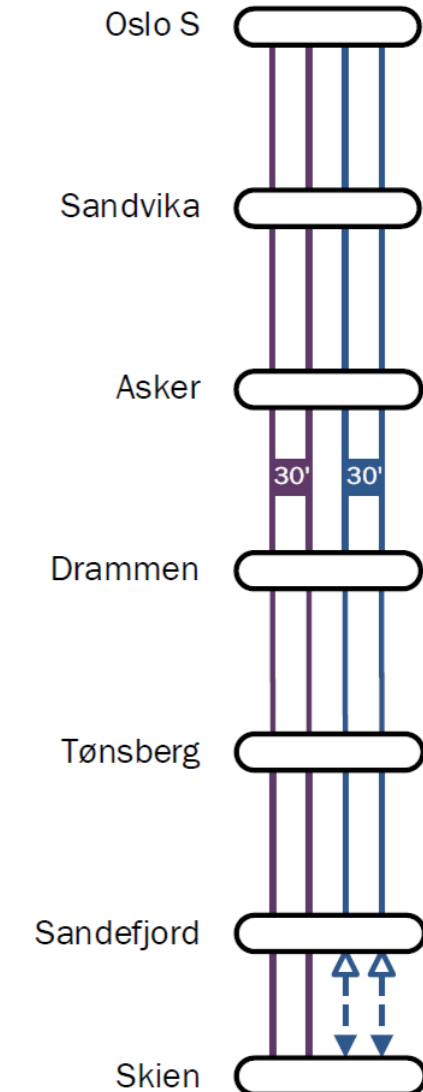 Oslo S
Sandvika
Asker
30' 30'
Drammen
Tønsberg
Sandefjord
Skien